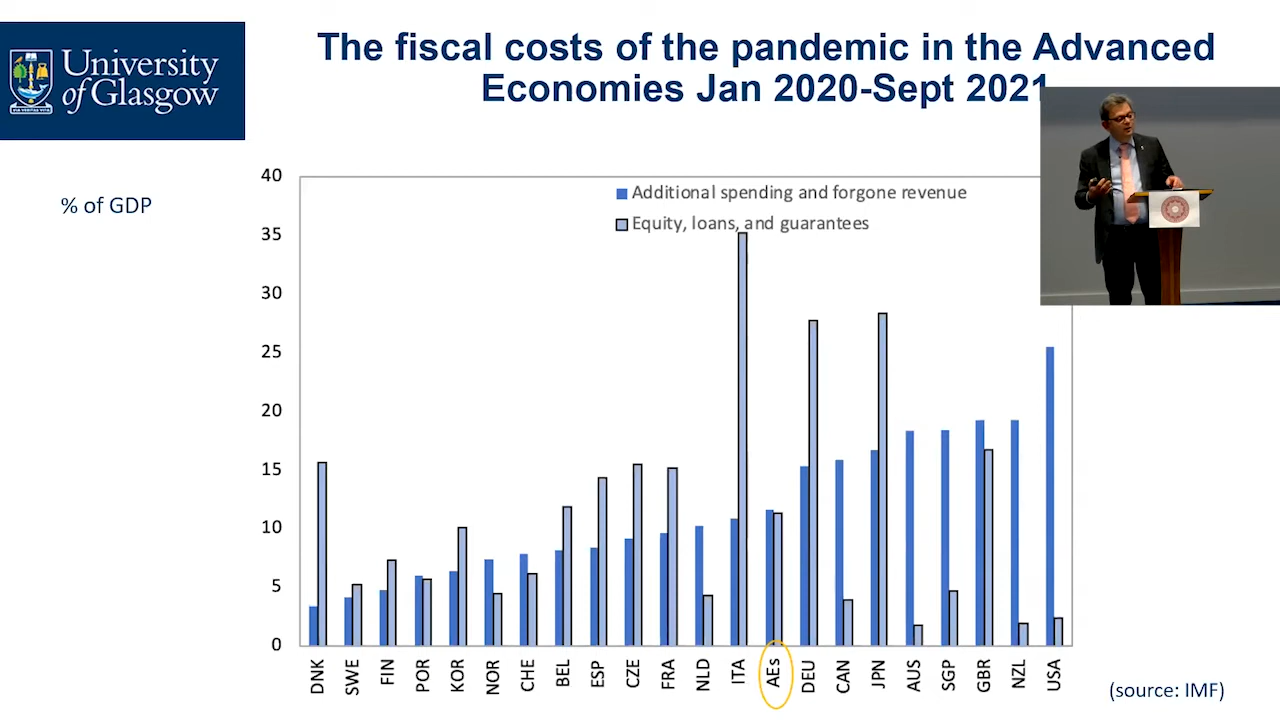 University
of Glasgow
VIA VERITAS VITA
The fiscal costs of the pandemic in the Advanced
Economies Jan 2020-Sept 2021
% of GDP
40
35
30
25
20
15
10
5
0
Additional spending and forgone revenue
Equity, loans, and guarantees
DNK
SWE
FIN
POR
KOR
NOR
CHE
BEL
ESP
CZE
FRA
NLD
ITA
AEs
DEU
CAN
JPN
AUS
SGP
GBR
NZL
USA
(source: IMF)